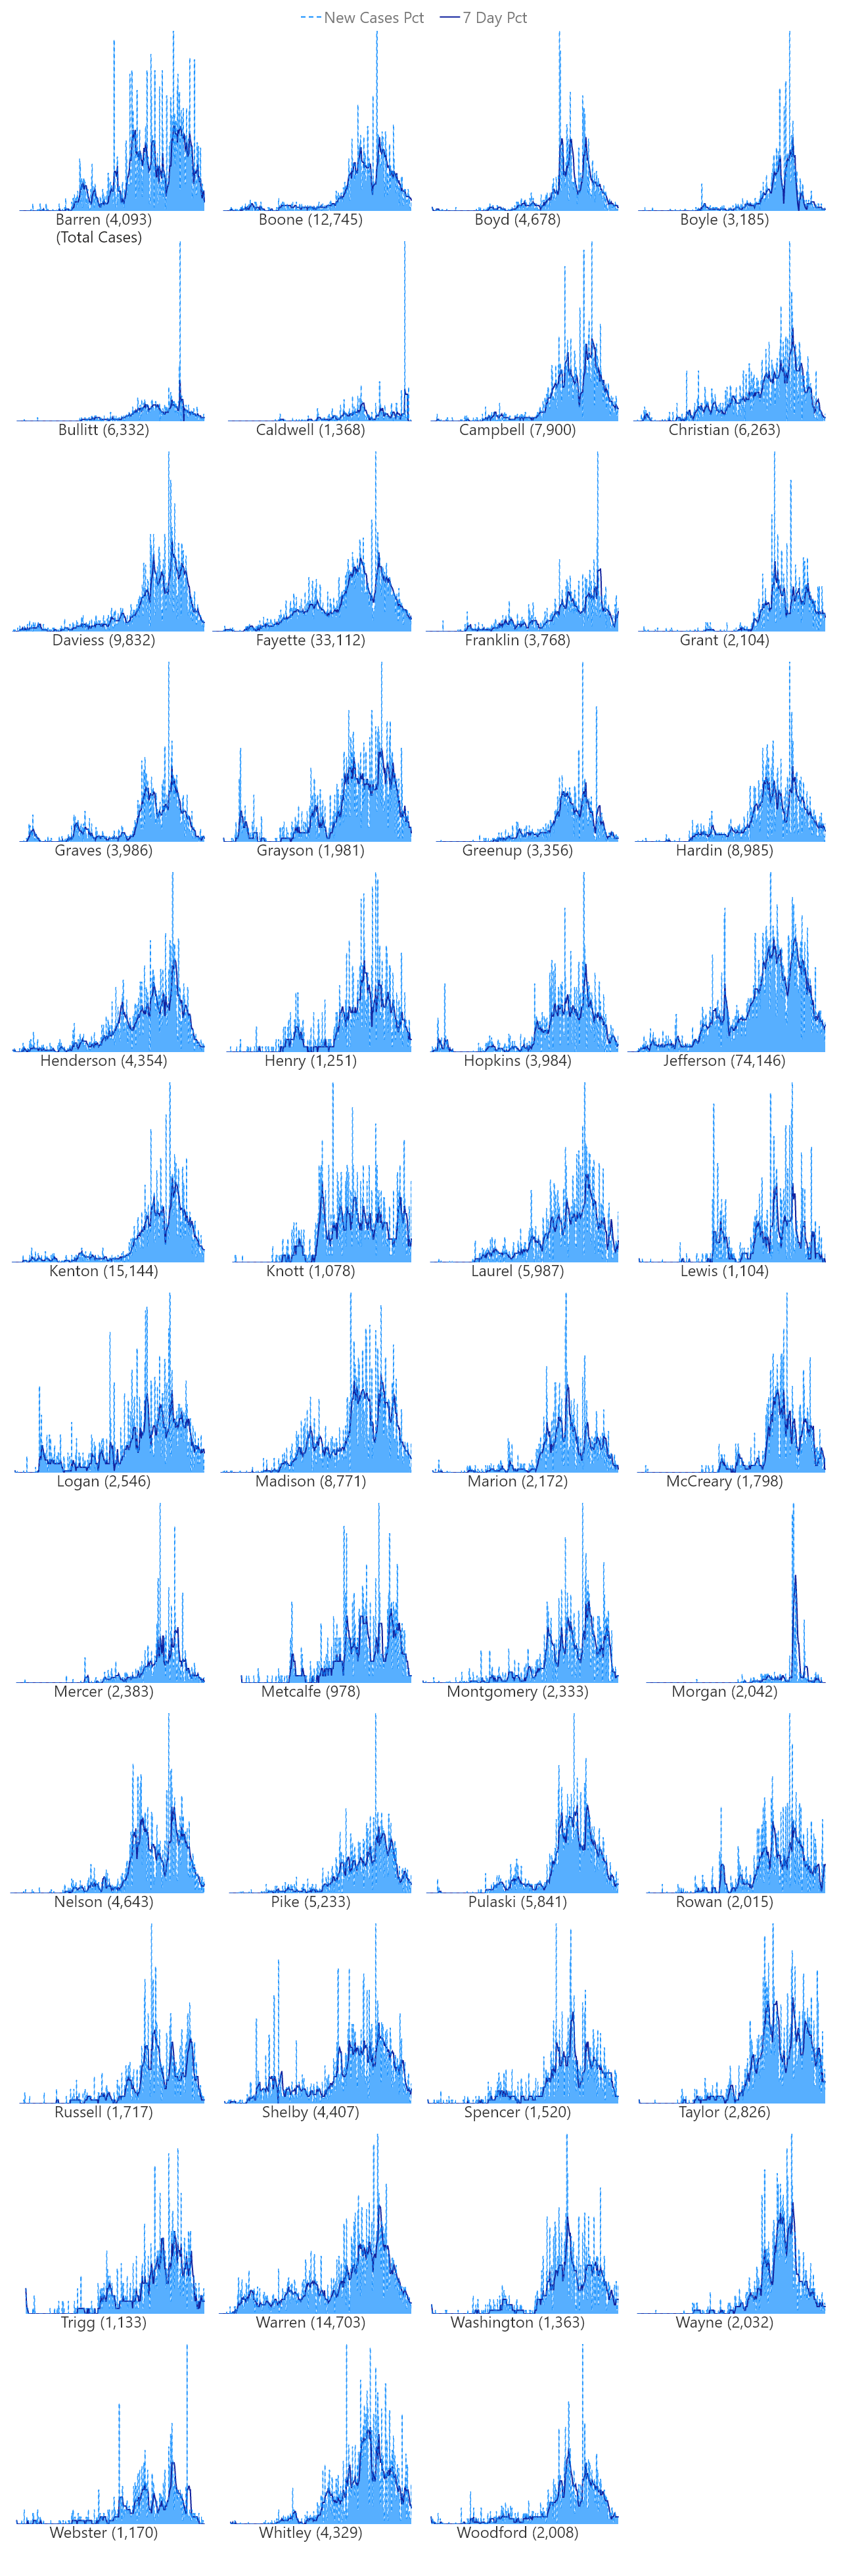 New Cases Pct 7 Day Pct
Barren (4,093) Boone (12,745) Boyd (4,678) Boyle (3,185)
(Total Cases)
Bullitt (6,332) Caldwell (1,368) Campbell (7,900) Christian (6,263)
Daviess (9,832) Fayette (33,112) Franklin (3,768) Grant (2,104)
Graves (3,986) Grayson (1,981) Greenup (3,356) Hardin (8,985)
Henderson (4,354) Henry (1,251) Hopkins (3,984) Jefferson (74,146)
Kenton (15,144) Knott (1,078) Laurel (5,987) Lewis (1,104)
Logan (2,546) Madison (8,771) Marion (2,172) McCreary (1,798)
Mercer (2,383) Metcalfe (978) Montgomery (2,333) Morgan (2,042)
Nelson (4,643) Pike (5,233) Pulaski (5,841) Rowan (2,015)
Russell (1,717) Shelby (4,407) Spencer (1,520) Taylor (2,826)
Trigg (1,133) Warren (14,703) Washington (1,363) Wayne (2,032)
Webster (1,170) Whitley (4,329) Woodford (2,008)